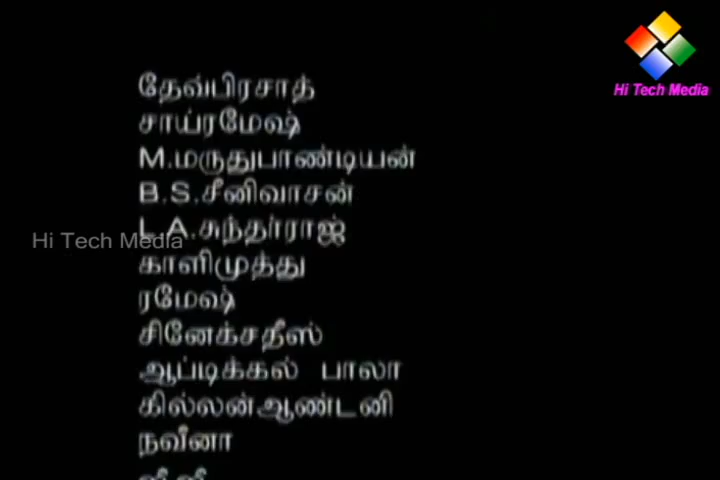 Hi Tech Media
தேவ்பிரசாத்
சாய்ரமேஷ்
M.மருதுபாண்டியன்
B.S.சீனிவாசன்
L.A.சுந்தர்ராஜ்
Hi Tech Media
காளிமுத்து
ரமேஷ்
சினேக்சதீஸ்
ஆப்டிக்கல் பாலா
கில்லன்ஆண்டனி
நவீனா